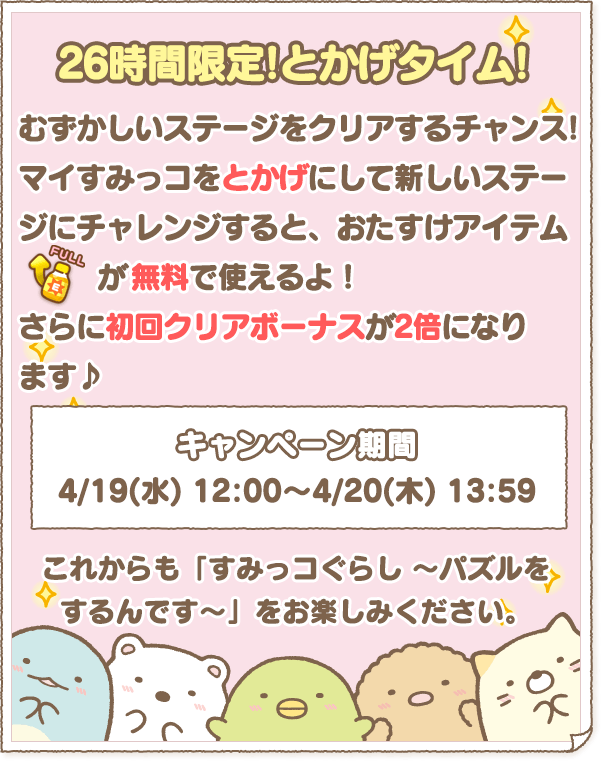 26時間限定!とかげタイム!
むずかしいステージをクリアするチャンス!
マイすみっコをとかげにして新しいステー
ジにチャレンジすると、おたすけアイテム
FULL
E
が無料で使えるよ！
さらに初回クリアボーナスが2倍になり
ます♪
キャンペーン期間
4/19(水) 12:00～4/20(木) 13:59
これからも「すみっコぐらし ～パズルを
するんです～」をお楽しみください。